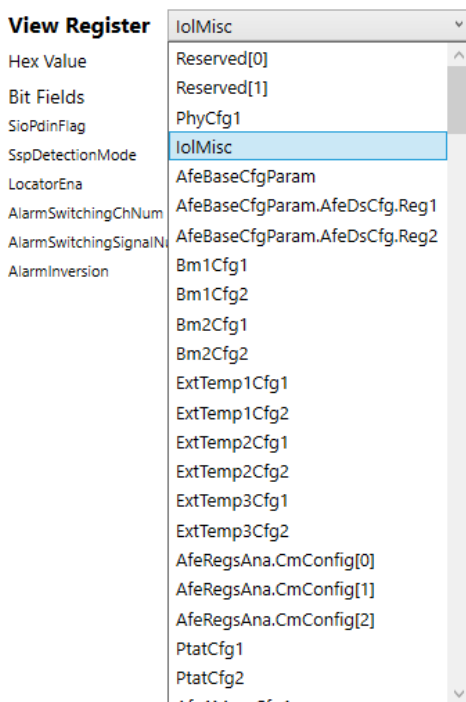 View Register
IolMisc
Hex Value
Bit Fields
SioPdinFlag
SspDetectionMode
LocatorEna
AlarmSwitchingChNum
AlarmSwitchingSignalN
AlarmInversion
Reserved[0]
Reserved[1]
PhyCfg1
IolMisc
AfeBaseCfgParam
AfeBaseCfgParam.AfeDsCfg.Reg1
AfeBaseCfgParam.AfeDsCfg.Reg2
Bm1Cfg1
Bm1Cfg2
Bm2Cfg1
Bm2Cfg2
ExtTemp1Cfg1
ExtTemp1Cfg2
ExtTemp2Cfg1
ExtTemp2Cfg2
ExtTemp3Cfg1
ExtTemp3Cfg2
AfeRegsAna.CmConfig[0]
AfeRegsAna.CmConfig[1]
AfeRegsAna.CmConfig[2]
PtatCfg1
PtatCfg2